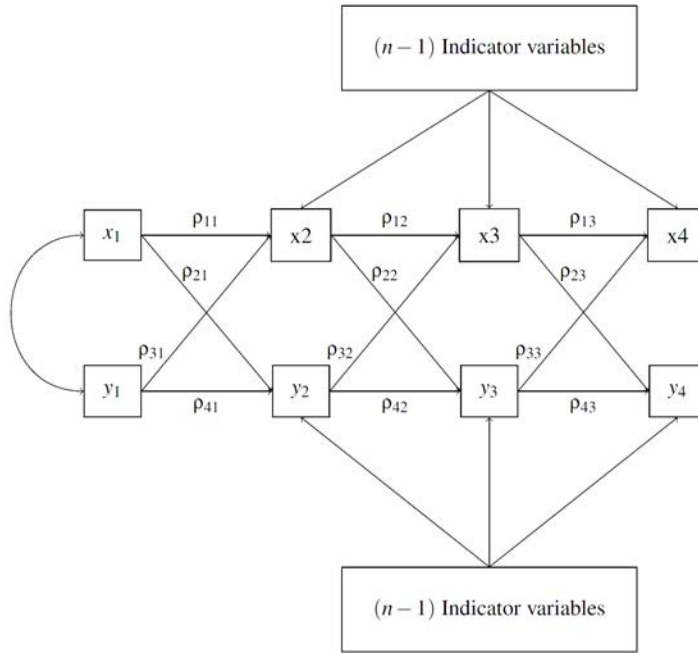 (n − 1) Indicator variables
ρ₁₁ ρ₁₂ ρ₁₃
x₁ x2 x3 x4
ρ₂₁ ρ₂₂ ρ₂₃
ρ₃₁ ρ₃₂ ρ₃₃
y₁ y₂ y₃ y₄
ρ₄₁ ρ₄₂ ρ₄₃
(n − 1) Indicator variables